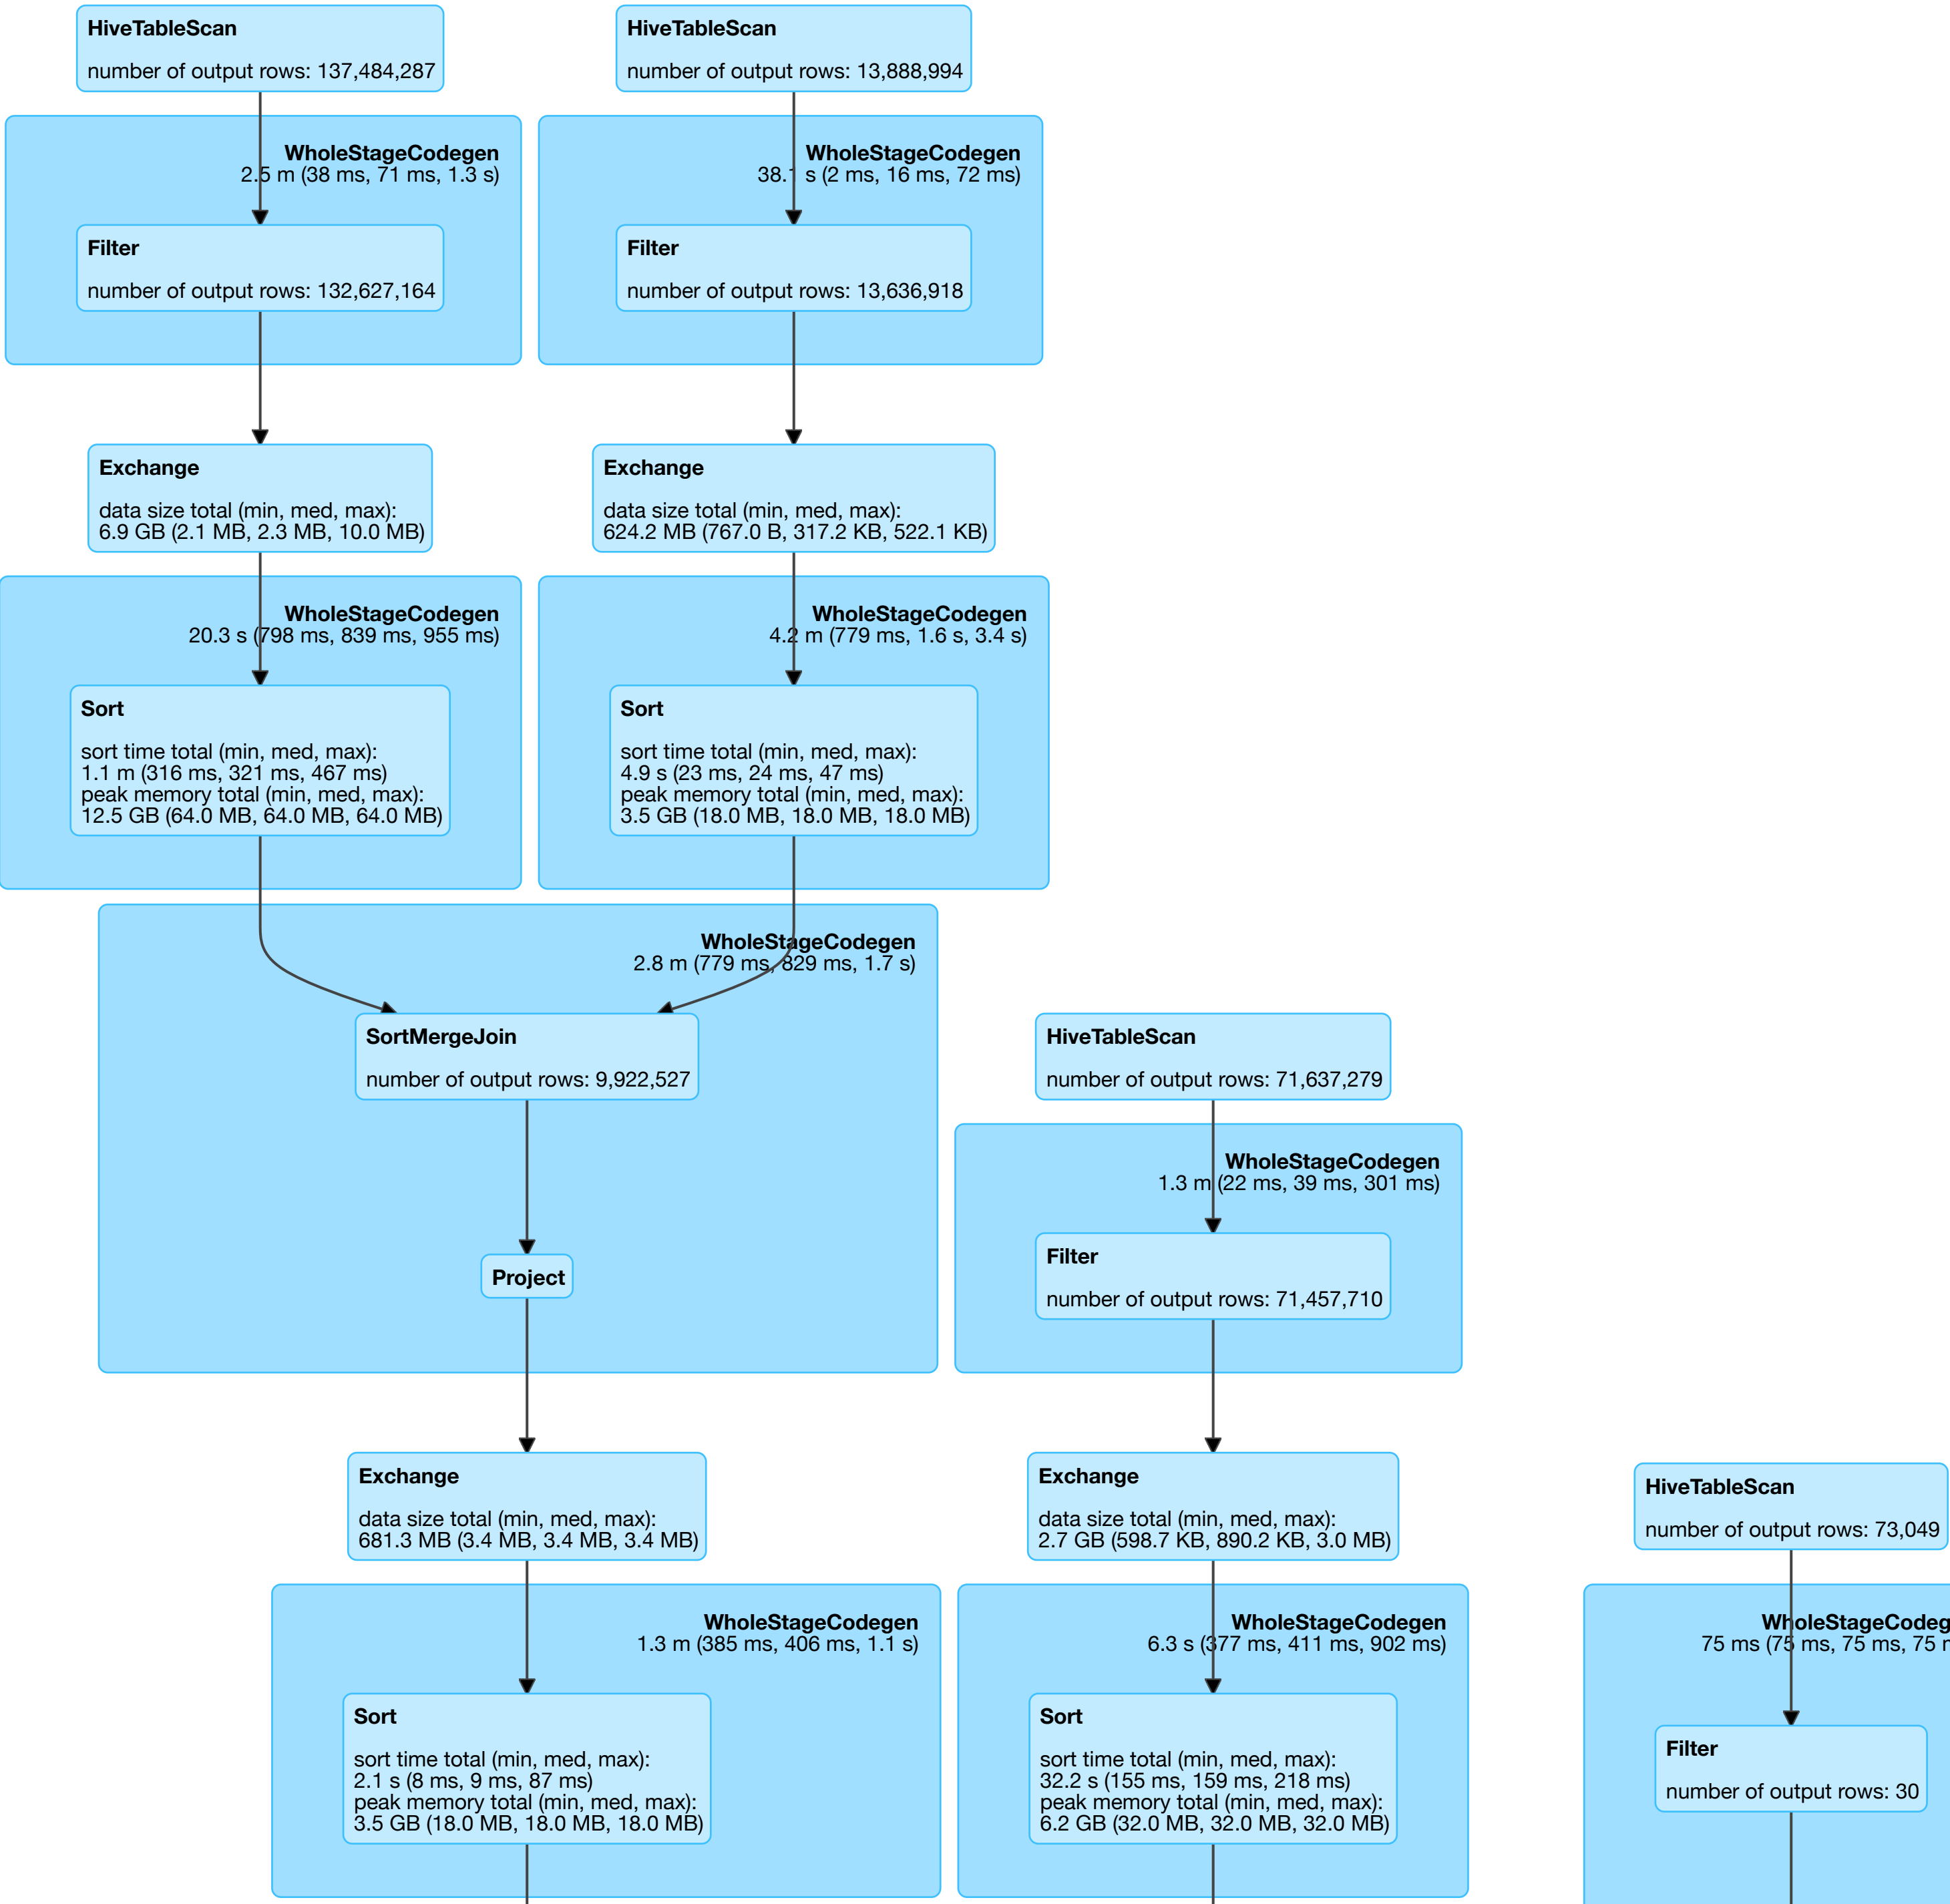 HiveTableScan
number of output rows: 137,484,287
HiveTableScan
number of output rows: 13,888,994
WholeStageCodegen
2.5 m (38 ms, 71 ms, 1.3 s)
WholeStageCodegen
38.1 s (2 ms, 16 ms, 72 ms)
Filter
number of output rows: 132,627,164
Filter
number of output rows: 13,636,918
Exchange
data size total (min, med, max):
6.9 GB (2.1 MB, 2.3 MB, 10.0 MB)
Exchange
data size total (min, med, max):
624.2 MB (767.0 B, 317.2 KB, 522.1 KB)
WholeStageCodegen
20.3 s (798 ms, 839 ms, 955 ms)
WholeStageCodegen
4.2 m (779 ms, 1.6 s, 3.4 s)
Sort
sort time total (min, med, max):
1.1 m (316 ms, 321 ms, 467 ms)
peak memory total (min, med, max):
12.5 GB (64.0 MB, 64.0 MB, 64.0 MB)
Sort
sort time total (min, med, max):
4.9 s (23 ms, 24 ms, 47 ms)
peak memory total (min, med, max):
3.5 GB (18.0 MB, 18.0 MB, 18.0 MB)
WholeStageCodegen
2.8 m (779 ms, 829 ms, 1.7 s)
SortMergeJoin
number of output rows: 9,922,527
HiveTableScan
number of output rows: 71,637,279
WholeStageCodegen
1.3 m (22 ms, 39 ms, 301 ms)
Project
Filter
number of output rows: 71,457,710
Exchange
data size total (min, med, max):
681.3 MB (3.4 MB, 3.4 MB, 3.4 MB)
Exchange
data size total (min, med, max):
2.7 GB (598.7 KB, 890.2 KB, 3.0 MB)
HiveTableScan
number of output rows: 73,049
WholeStageCodegen
1.3 m (385 ms, 406 ms, 1.1 s)
WholeStageCodegen
6.3 s (377 ms, 411 ms, 902 ms)
WholeStageCodeg
75 ms (75 ms, 75 ms, 75
Sort
sort time total (min, med, max):
2.1 s (8 ms, 9 ms, 87 ms)
peak memory total (min, med, max):
3.5 GB (18.0 MB, 18.0 MB, 18.0 MB)
Sort
sort time total (min, med, max):
32.2 s (155 ms, 159 ms, 218 ms)
peak memory total (min, med, max):
6.2 GB (32.0 MB, 32.0 MB, 32.0 MB)
Filter
number of output rows: 30